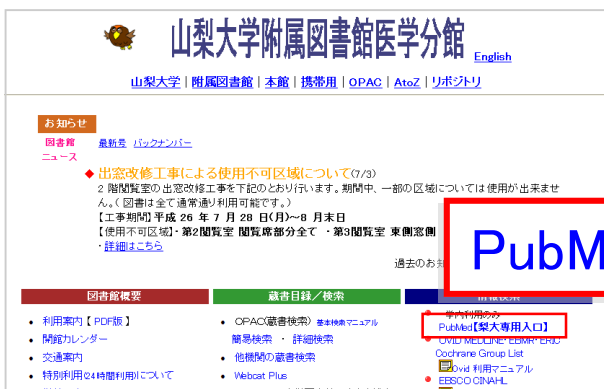 山梨大学附属図書館医学分館 English
山梨大学 | 附属図書館 | 本館 | 携帯用 | OPAC | AtoZ | リポジトリ
お知らせ
図書館 最新号 バックナンバー
ニュース
◆ 出窓改修工事による使用不可区域について(7/3)
2 階閲覧室の出窓改修工事を下記のとおり行います。期間中、一部の区域については使用が出来ませ
ん。( 図書は全て通常通り利用可能です。)
【工事期間】平成 26 年 7 月 28 日(月)~8 月末日
【使用不可区域】・第2閲覧室 閲覧席部分全て ・第3閲覧室 東側窓側
・詳細はこちら
過去のお知
PubM
図書館概要 蔵書目録/検索 情報検索
• 利用案内【 PDF版 】 • OPAC(蔵書検索) 基本検索マニュアル 学内利用のみ
PubMed【梨大専用入口】
• 開館カレンダー 簡易検索 ・ 詳細検索 OVID MEDLINE・EBMR・ERIC
• 交通案内 • 他機関の蔵書検索 Cochrane Group List
Ovid 利用マニュアル
• 特別利用(24時間利用)について • Webcat Plus • EBSCO CINAHL